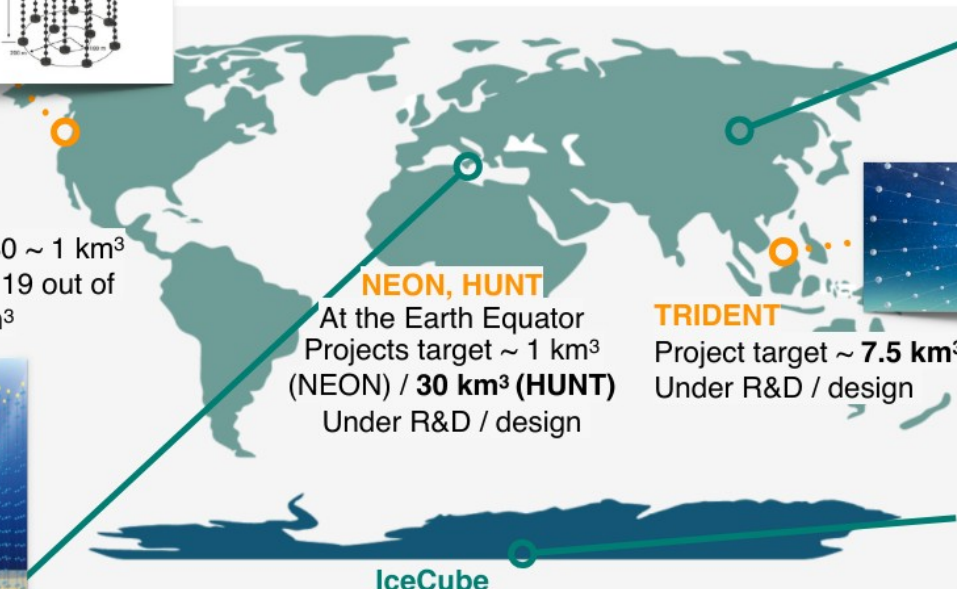 0 ~ 1 km³
19 out of
m³
NEON, HUNT
At the Earth Equator
Projects target ~ 1 km³
(NEON) / 30 km³ (HUNT)
Under R&D / design
TRIDENT
Project target ~ 7.5 km³
Under R&D / design
IceCube